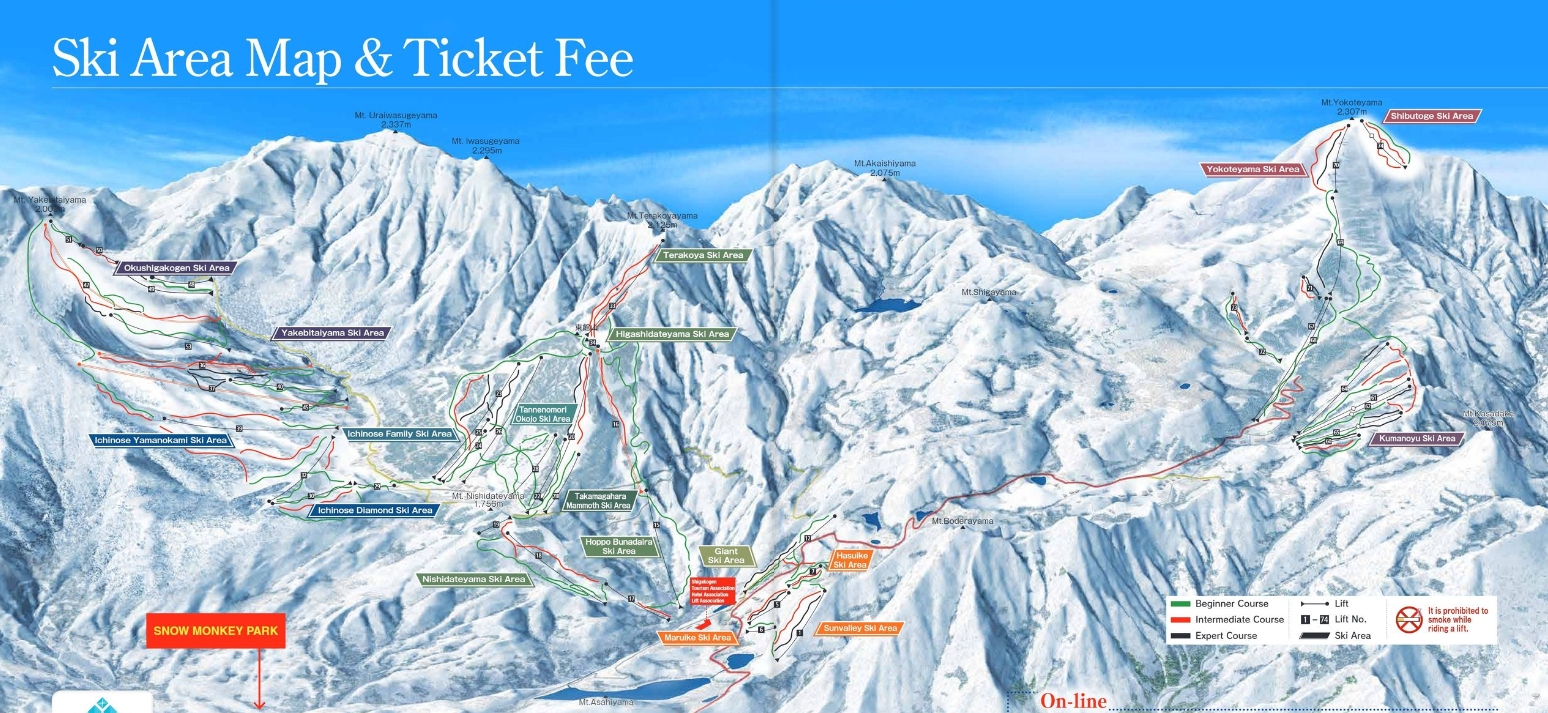 Ski Area Map & Ticket Fee
Mt. Uraiwasugeyama
2,337m
Mt. Iwasugeyama
2,295m
Mt.Akaishiyama
2,075m
Mt.Yokoteyama
2,307m
Shibutoge Ski Area
Yokoteyama Ski Area
Mt. Yakebitaiyama
Mt.Terakoyayama
2,125m
Terakoya Ski Area
Okushigakogen Ski Area
Mt.Shigayama
Yakebitaiyama Ski Area
Higashidateyama Ski Area
Tannenomori
Okojo Ski Area
Ichinose Yamanokami Ski Area
Ichinose Family Ski Area
Kumanoyu Ski Area
Mt. Nishidateyama
1,755m
Takamagahara
Mammoth Ski Area
Ichinose Diamond Ski Area
Mt.Boderayama
Hoppo Bunadaira
Ski Area
Giant
Ski Area
Hasuike
Ski Area
Nishidateyama Ski Area
Shigakogen
Tourism Association
Hotel Association
Lift Association
SNOW MONKEY PARK
Maruike Ski Area
Sunvalley Ski Area
Beginner Course
Intermediate Course
Expert Course
Lift
1 - 74 Lift No.
Ski Area
It is prohibited to
smoke while
riding a lift.
Mt.Asahiyama
On-line